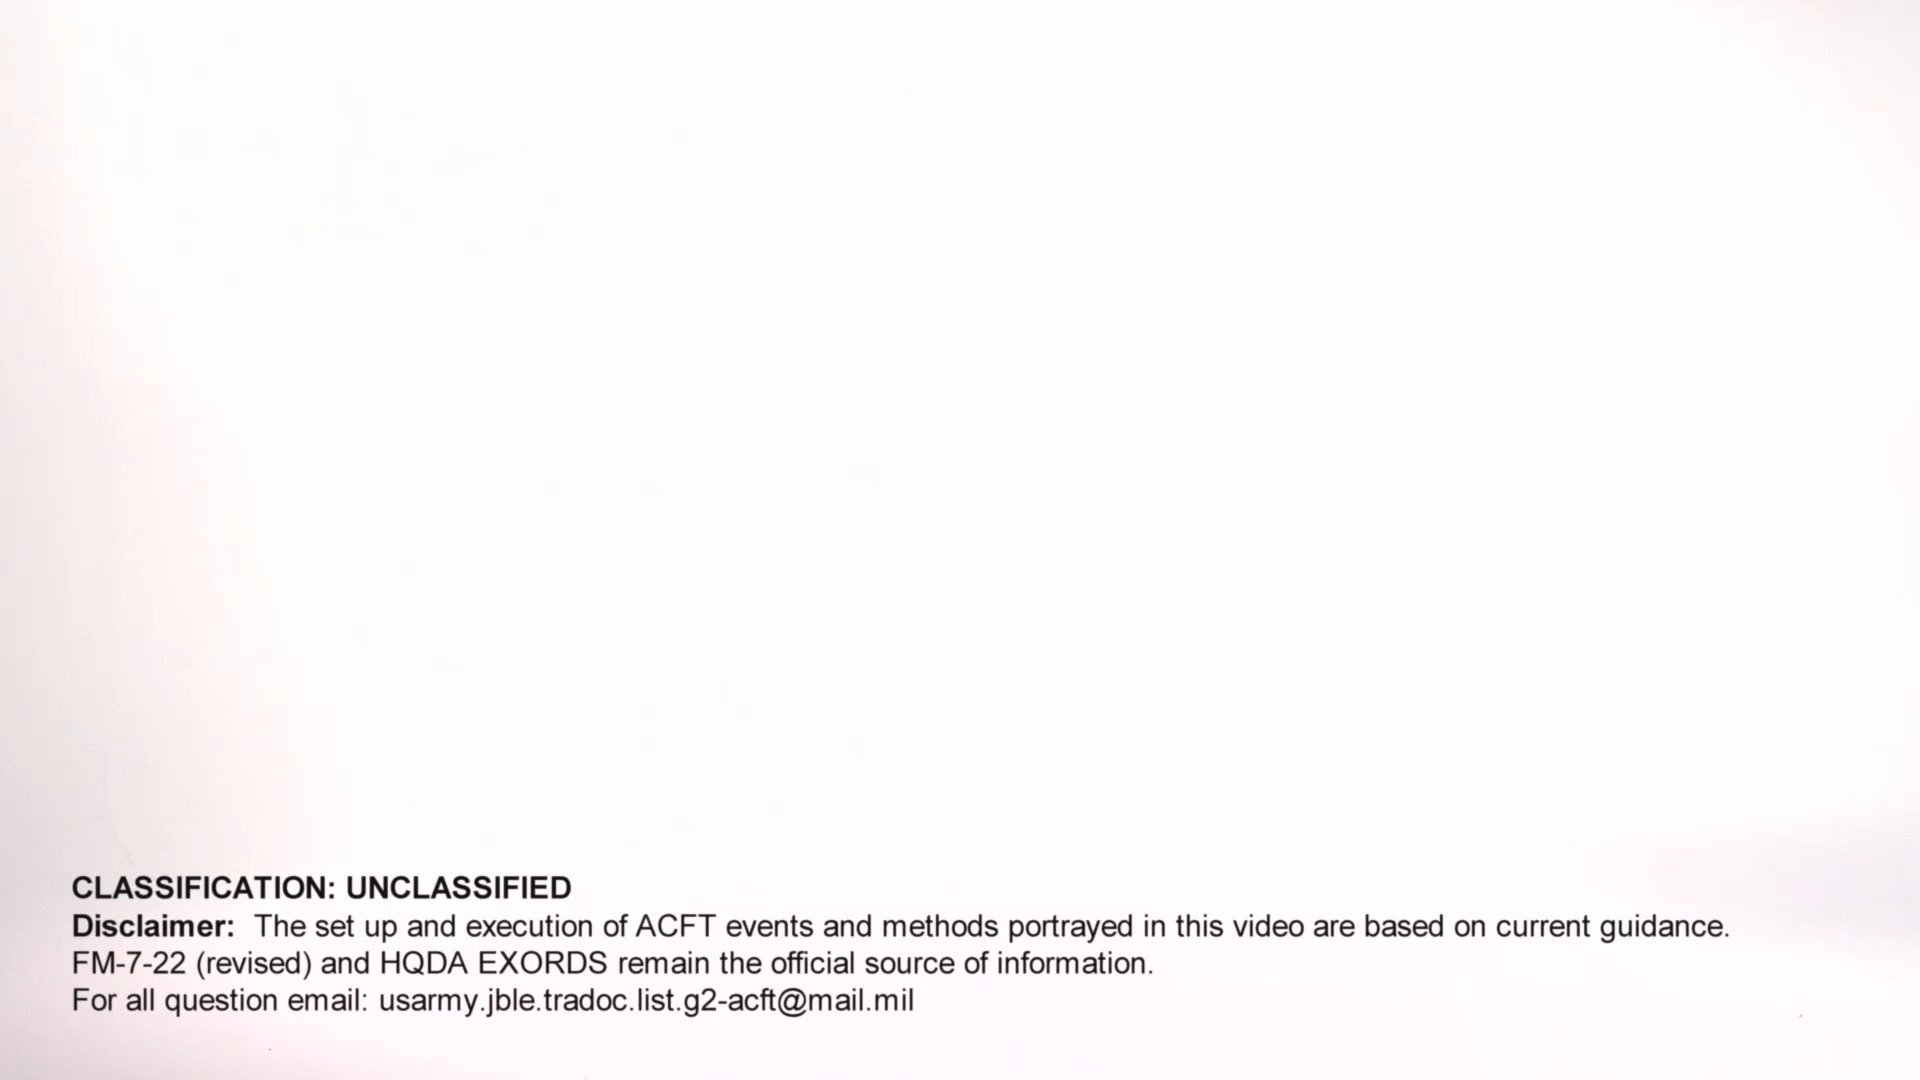 CLASSIFICATION: UNCLASSIFIED
Disclaimer:  The set up and execution of ACFT events and methods portrayed in this video are based on current guidance.
FM-7-22 (revised) and HQDA EXORDS remain the official source of information.
For all question email: usarmy.jble.tradoc.list.g2-acft@mail.mil